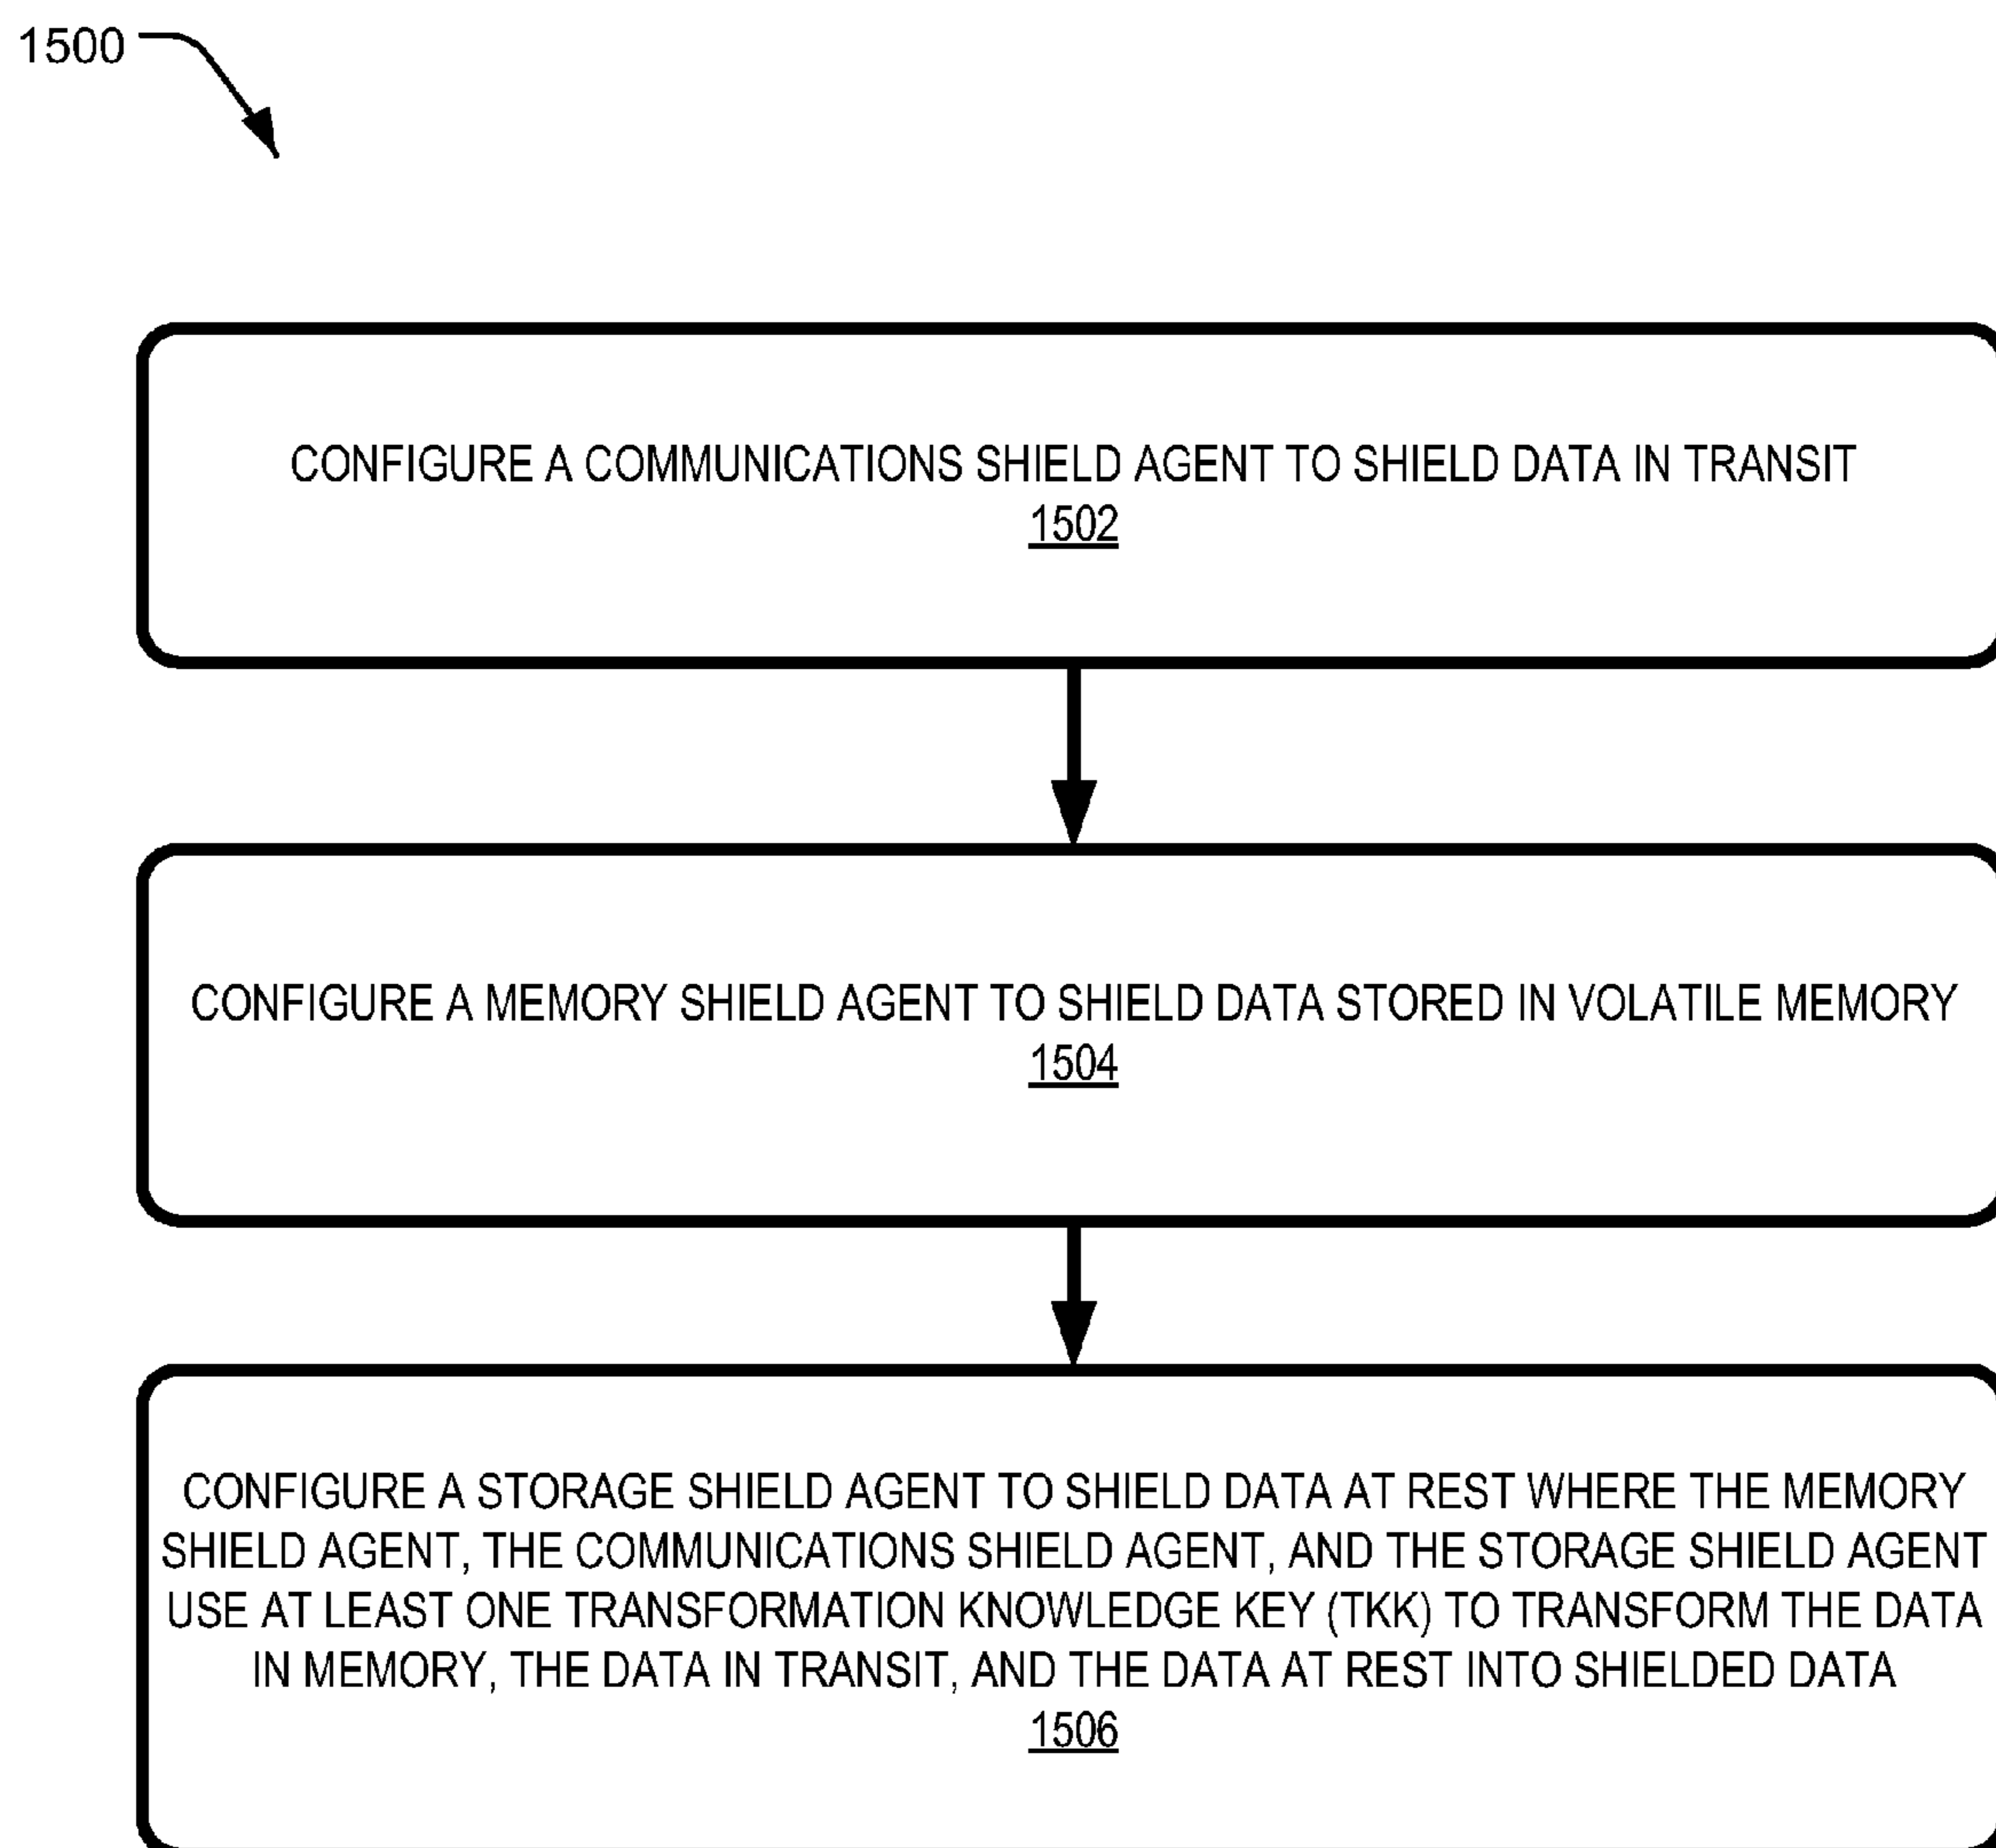 1500
CONFIGURE A COMMUNICATIONS SHIELD AGENT TO SHIELD DATA IN TRANSIT
1502
CONFIGURE A MEMORY SHIELD AGENT TO SHIELD DATA STORED IN VOLATILE MEMORY
1504
CONFIGURE A STORAGE SHIELD AGENT TO SHIELD DATA AT REST WHERE THE MEMORY
SHIELD AGENT, THE COMMUNICATIONS SHIELD AGENT, AND THE STORAGE SHIELD AGENT
USE AT LEAST ONE TRANSFORMATION KNOWLEDGE KEY (TKK) TO TRANSFORM THE DATA
IN MEMORY, THE DATA IN TRANSIT, AND THE DATA AT REST INTO SHIELDED DATA
1506